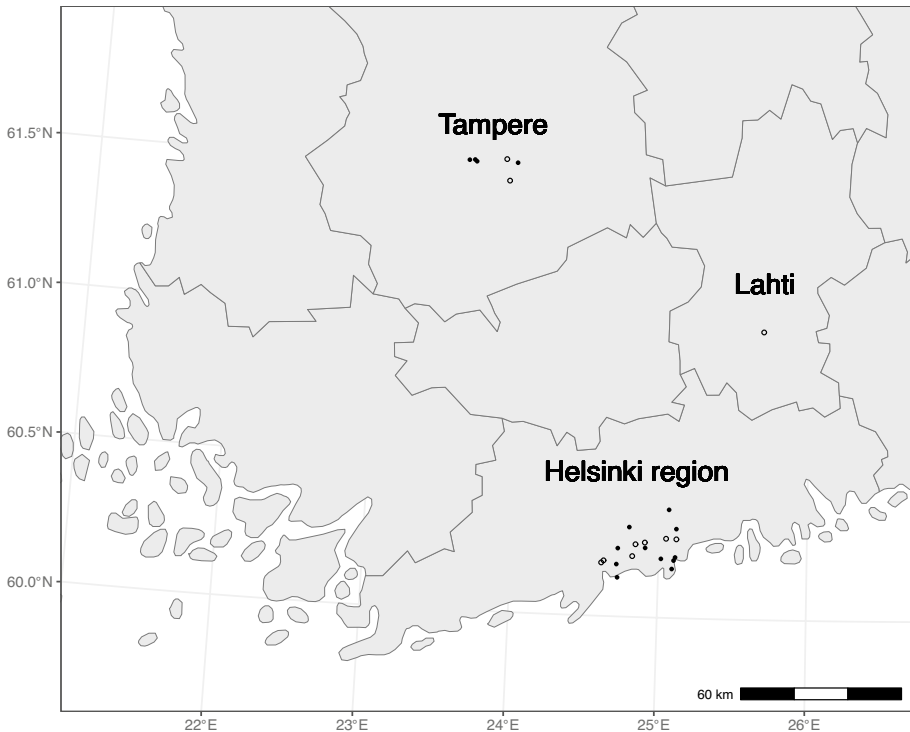 Tampere
61.5°N
Lahti
61.0°N
60.5°N
Helsinki region
60.0°N
60 km
22°E
23°E
24°E
25°E
26°E